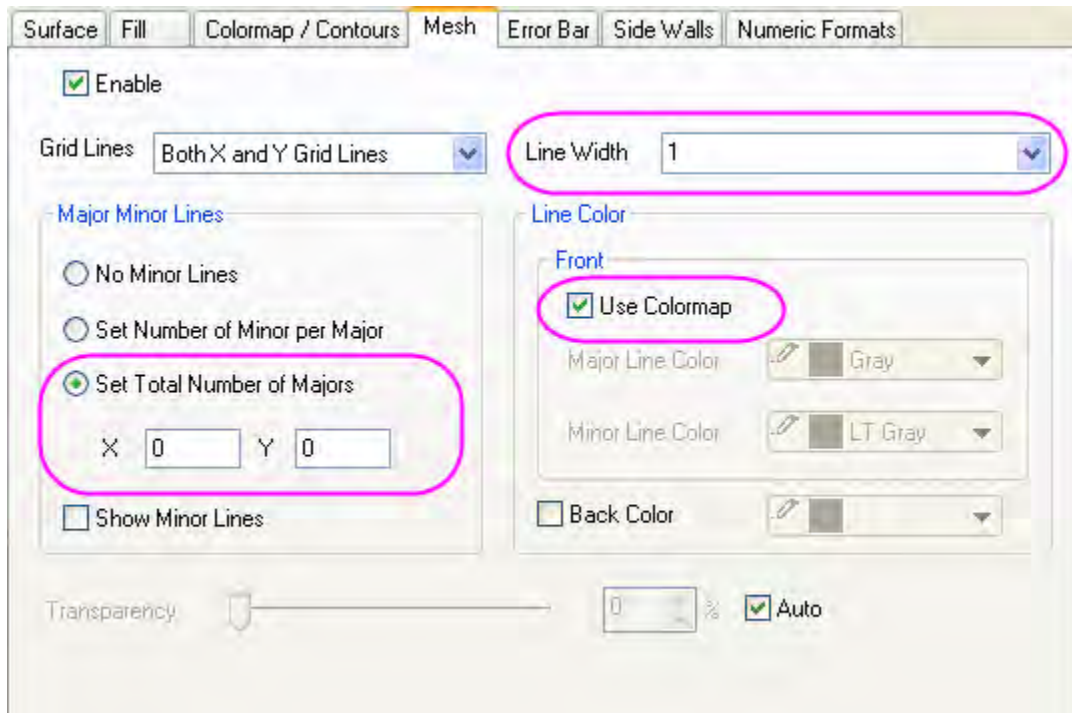 Surface Fill Colormap / Contours Mesh Error Bar Side Walls Numeric Formats
Enable
Grid Lines Both X and Y Grid Lines Line Width 1
Major Minor Lines
No Minor Lines
Set Number of Minor per Major
Set Total Number of Majors
X 0 Y 0
Show Minor Lines
Line Color
Front
Use Colormap
Major Line Color Gray
Minor Line Color LT Gray
Back Color
Transparency 0 % Auto